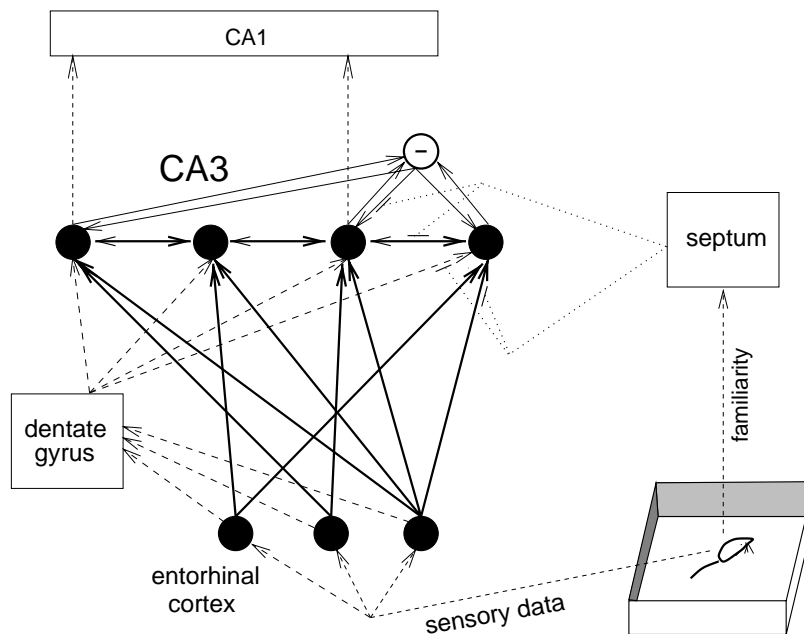 CA1
CA3
−
septum
familiarity
dentate
gyrus
entorhinal
cortex
sensory data